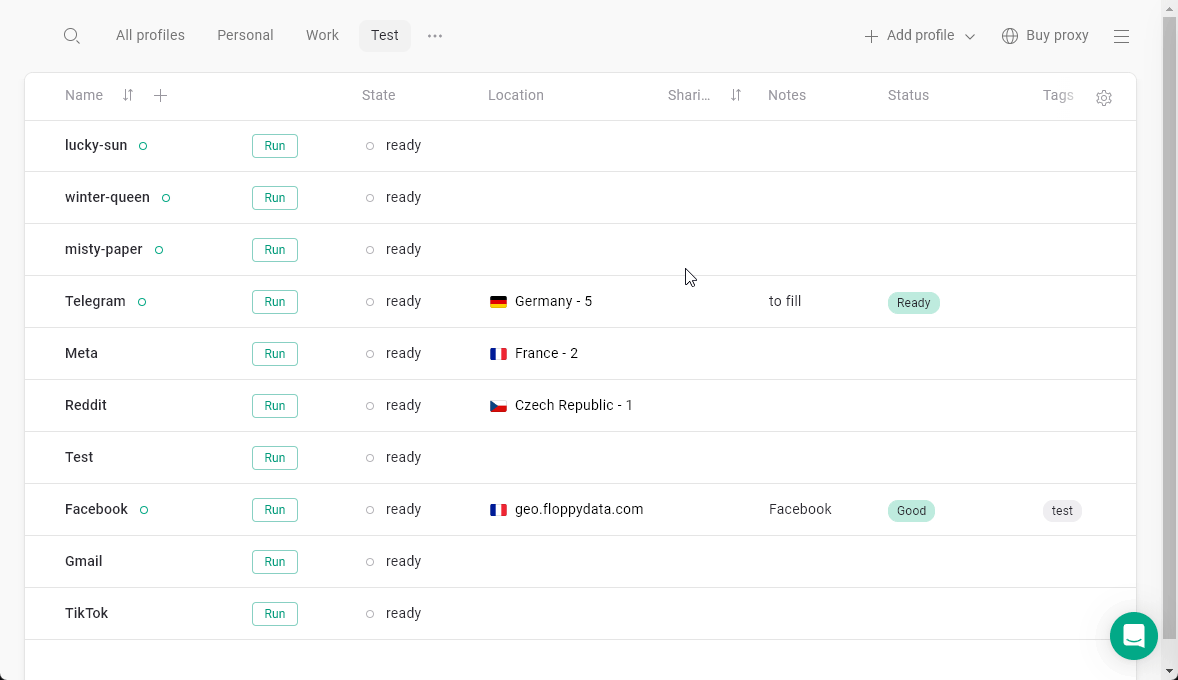 All profiles Personal Work Test ··· Add profile Buy proxy
Name State Location Shari... Notes Status Tags
lucky-sun Run ready
winter-queen Run ready
misty-paper Run ready
Telegram Run ready Germany - 5 to fill Ready
Meta Run ready France - 2
Reddit Run ready Czech Republic - 1
Test Run ready
Facebook Run ready geo.floppydata.com Facebook Good test
Gmail Run ready
TikTok Run ready